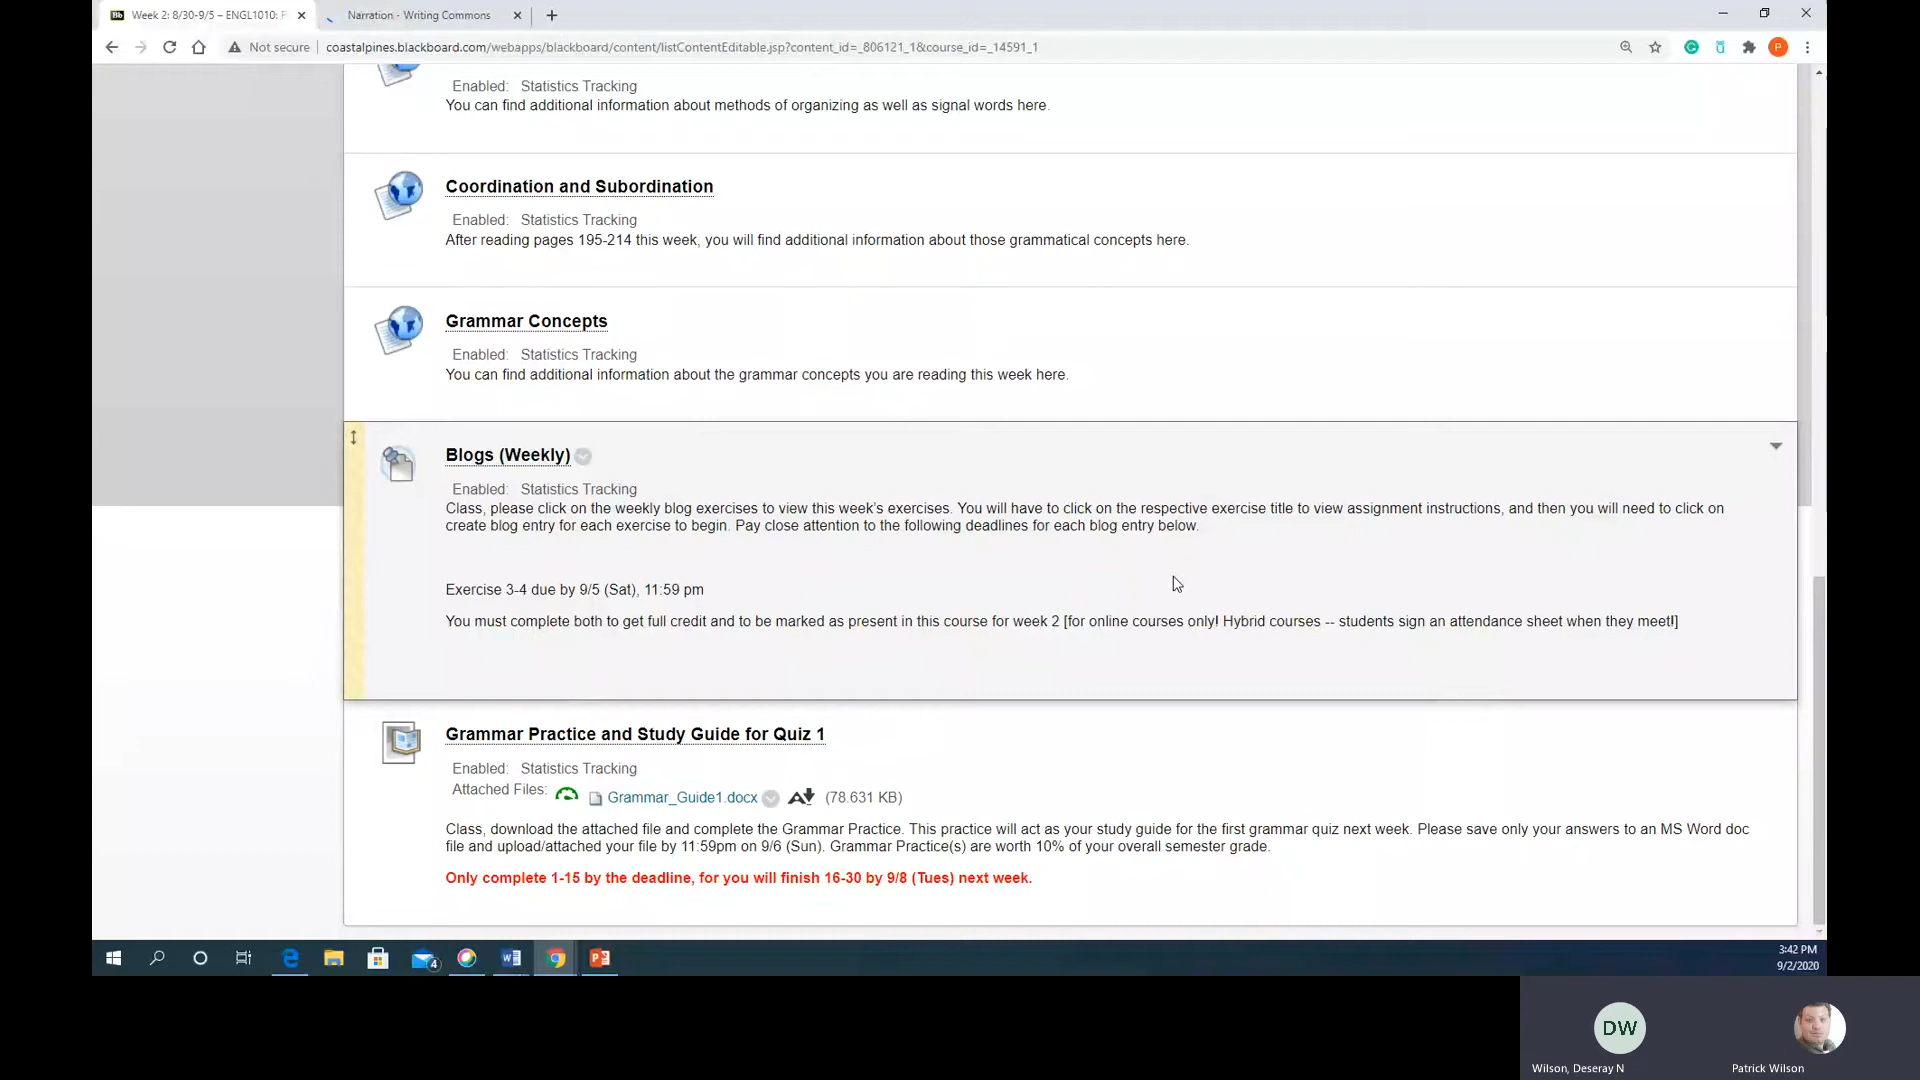 Week 2: 8/30-9/5 – ENGL1010: F
Narration - Writing Commons
Not secure
coastalpines.blackboard.com/webapps/blackboard/content/listContentEditable.jsp?content_id=_806121_1&course_id=_14591_1
Enabled: Statistics Tracking
You can find additional information about methods of organizing as well as signal words here.
Coordination and Subordination
Enabled: Statistics Tracking
After reading pages 195-214 this week, you will find additional information about those grammatical concepts here.
Grammar Concepts
Enabled: Statistics Tracking
You can find additional information about the grammar concepts you are reading this week here.
Blogs (Weekly)
Enabled: Statistics Tracking
Class, please click on the weekly blog exercises to view this week's exercises. You will have to click on the respective exercise title to view assignment instructions, and then you will need to click on
create blog entry for each exercise to begin. Pay close attention to the following deadlines for each blog entry below.
Exercise 3-4 due by 9/5 (Sat), 11:59 pm
You must complete both to get full credit and to be marked as present in this course for week 2 [for online courses only! Hybrid courses -- students sign an attendance sheet when they meet!]
Grammar Practice and Study Guide for Quiz 1
Enabled: Statistics Tracking
Attached Files: Grammar_Guide1.docx (78.631 KB)
Class, download the attached file and complete the Grammar Practice. This practice will act as your study guide for the first grammar quiz next week. Please save only your answers to an MS Word doc
file and upload/attached your file by 11:59pm on 9/6 (Sun). Grammar Practice(s) are worth 10% of your overall semester grade.
Only complete 1-15 by the deadline, for you will finish 16-30 by 9/8 (Tues) next week.
3:42 PM
9/2/2020
DW
Wilson, Deseray N
Patrick Wilson